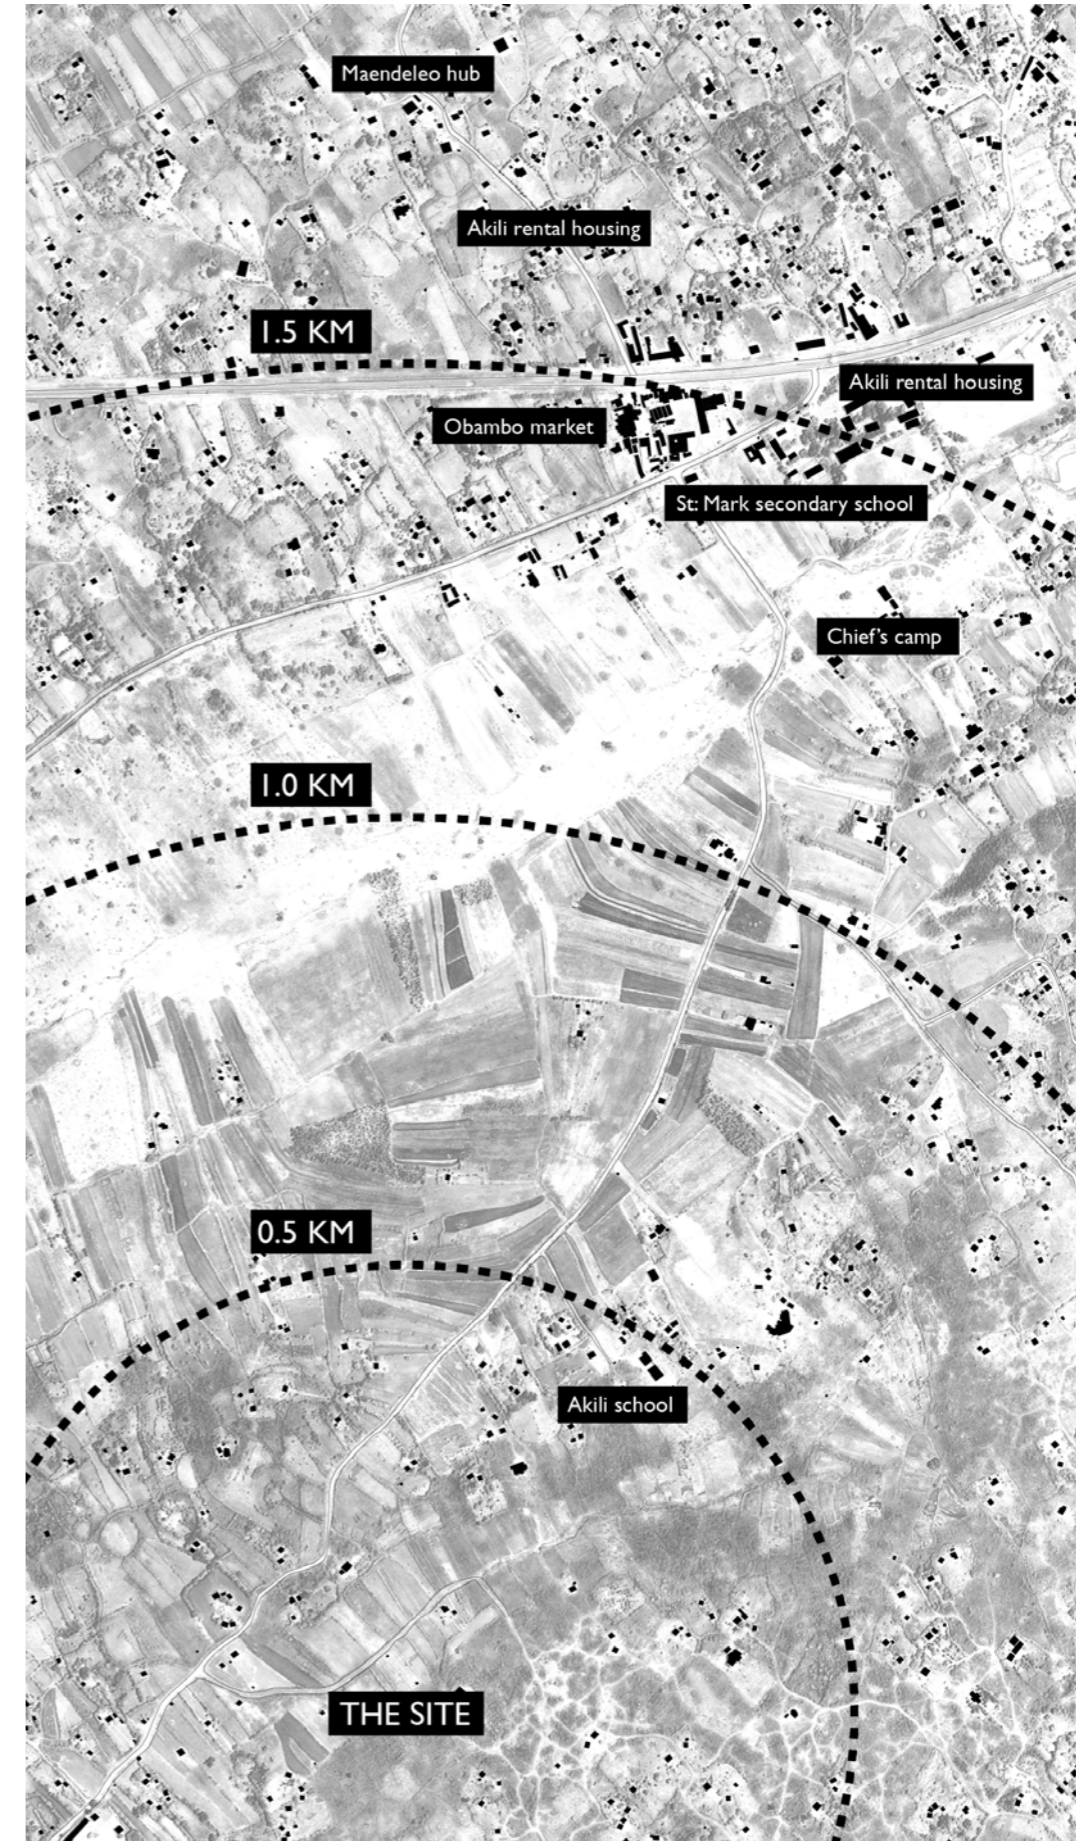 Maendeleo hub
Akili rental housing
1.5 KM
Akili rental housing
Obambo market
St: Mark secondary school
Chief's camp
1.0 KM
0.5 KM
Akili school
THE SITE